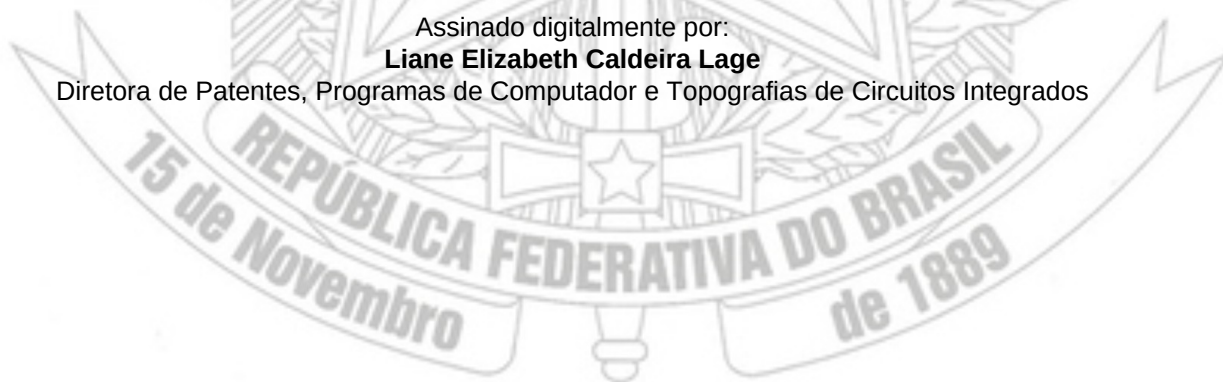 Assinado digitalmente por:
Liane Elizabeth Caldeira Lage
Diretora de Patentes, Programas de Computador e Topografias de Circuitos Integrados
REPÚBLICA FEDERATIVA DO BRASIL
15 de Novembro
de 1889